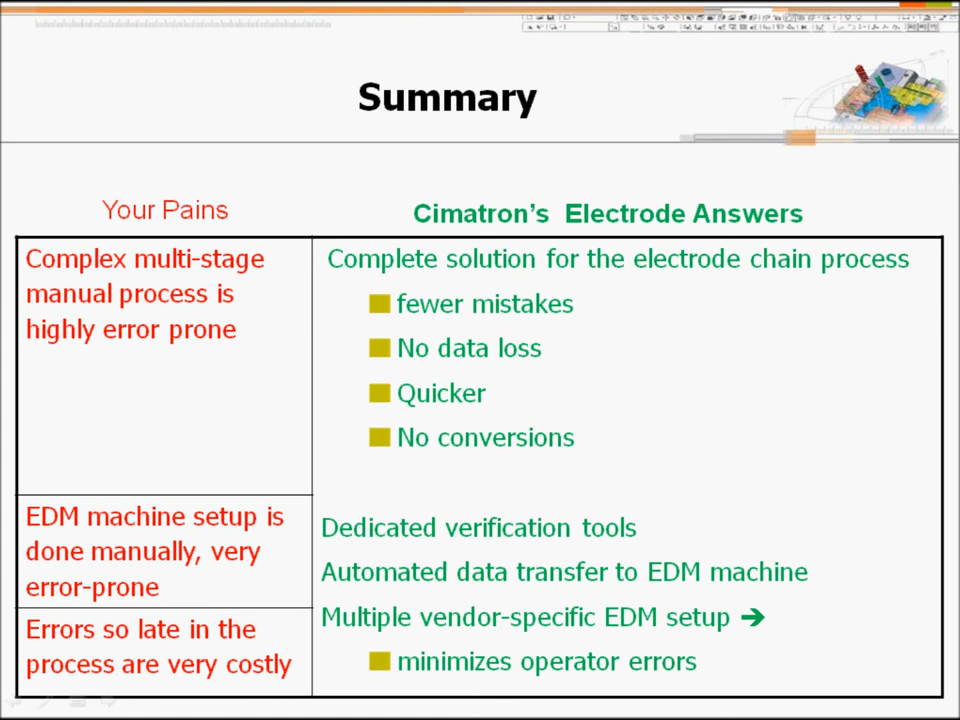 Summary
Your Pains
Cimatron’s  Electrode Answers
Complex multi-stage
manual process is
highly error prone
Complete solution for the electrode chain process
fewer mistakes
No data loss
Quicker
No conversions
EDM machine setup is
done manually, very
error-prone
Errors so late in the
process are very costly
Dedicated verification tools
Automated data transfer to EDM machine
Multiple vendor-specific EDM setup ➔
minimizes operator errors